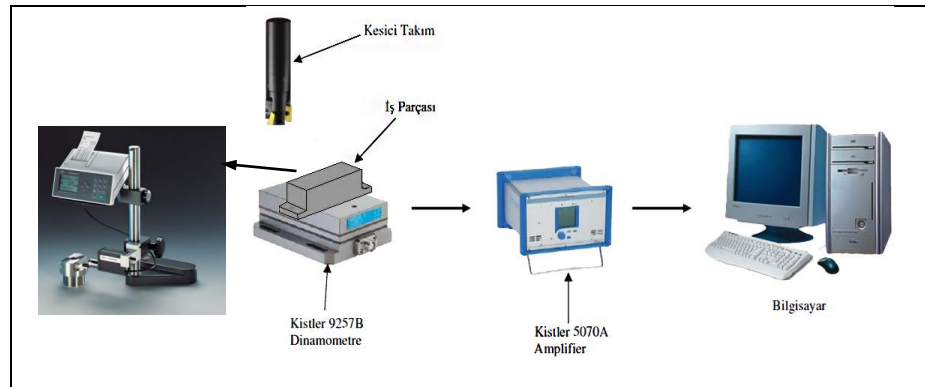 Kesici Takım
İş Parçası
Kistler 9257B
Dinamometre
Kistler 5070A
Amplifier
Bilgisayar